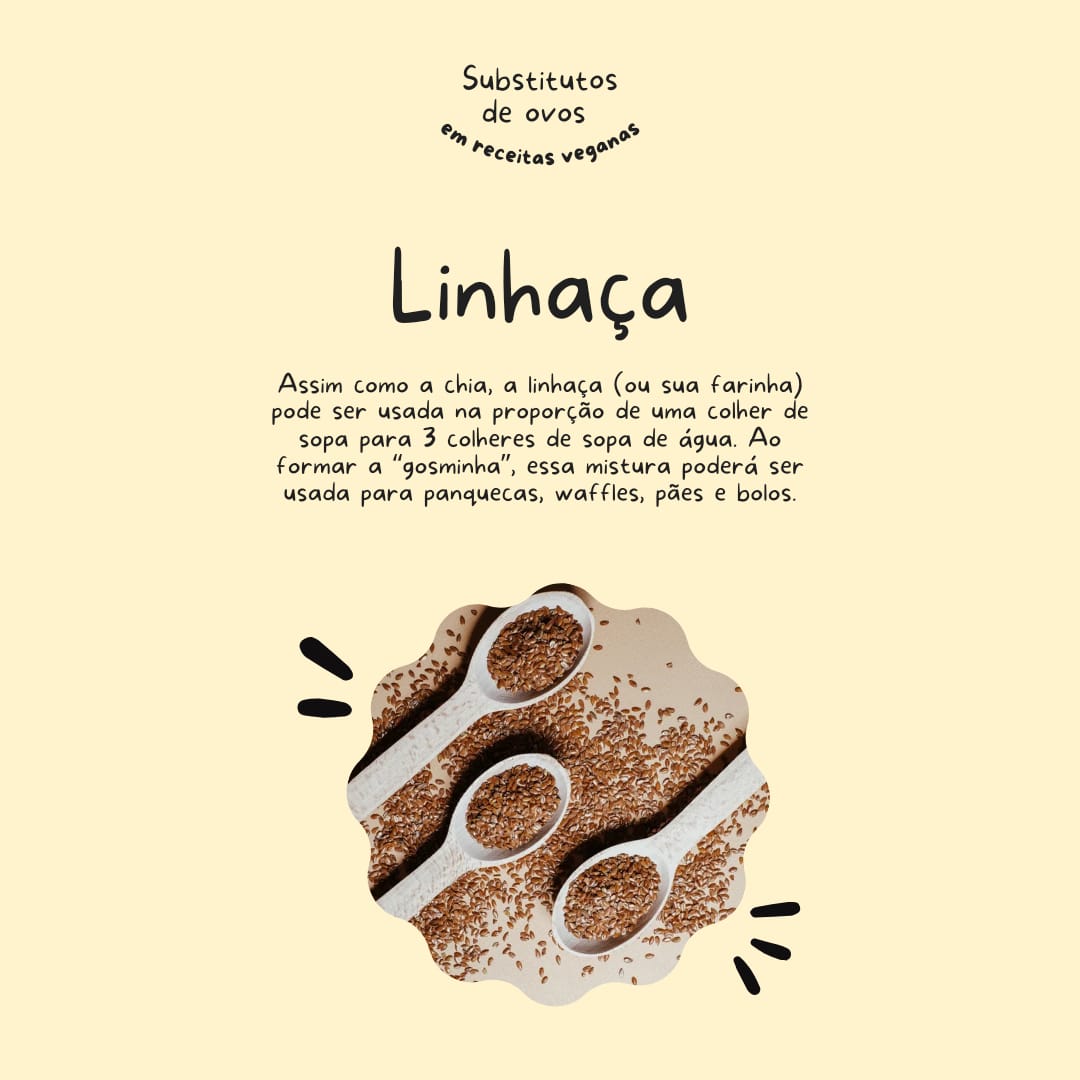 Substitutos
de ovos
em receitas veganas
Linhaça
Assim como a chia, a linhaça (ou sua farinha)
pode ser usada na proporção de uma colher de
sopa para 3 colheres de sopa de água. Ao
formar a “gosminha”, essa mistura poderá ser
usada para panquecas, waffles, pães e bolos.